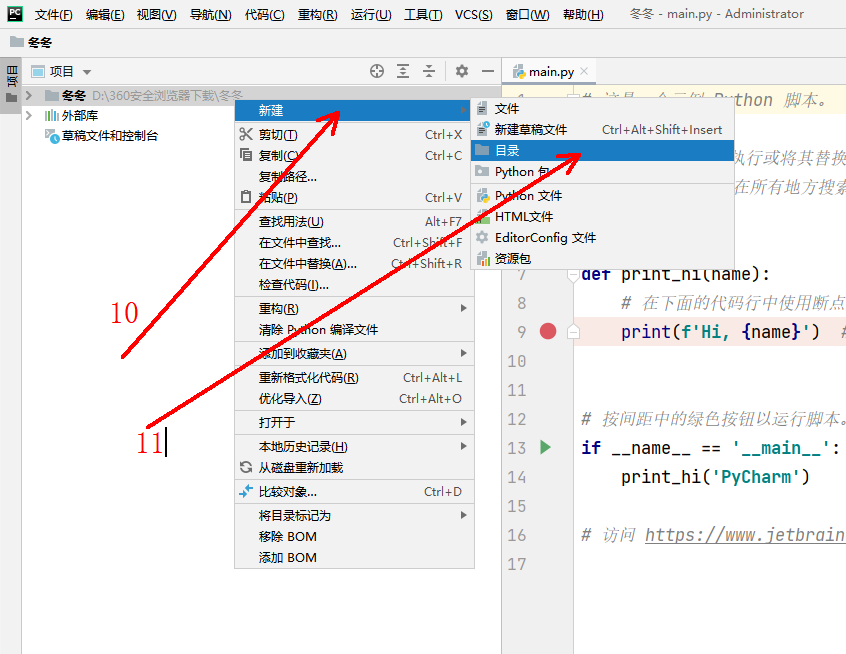 PC 文件(F) 编辑(E) 视图(V) 导航(N) 代码(C) 重构(R) 运行(U) 工具(T) VCS(S) 窗口(W) 帮助(H) 冬冬 - main.py - Administrator
冬冬
项目
项目
main.py
冬冬 D:\360安全浏览器下载\冬冬
外部库
草稿文件和控制台
新建
剪切(T) Ctrl+X
复制(C) Ctrl+C
复制路径...
粘贴(P) Ctrl+V
查找用法(U) Alt+F7
在文件中查找... Ctrl+Shift+F
在文件中替换(A)... Ctrl+Shift+R
检查代码(I)...
重构(R)
清除 Python 编译文件
添加到收藏夹(A)
重新格式化代码(R) Ctrl+Alt+L
优化导入(Z) Ctrl+Alt+O
打开于
本地历史记录(H)
从磁盘重新加载
比较对象... Ctrl+D
将目录标记为
移除 BOM
添加 BOM
文件
新建草稿文件 Ctrl+Alt+Shift+Insert
目录
Python 包
Python 文件
HTML文件
EditorConfig 文件
资源包
10
11
Python 脚本。
执行或将其替换
在所有地方搜索
7 def print_hi(name):
8 # 在下面的代码行中使用断点
9 print(f'Hi, {name}') #
10
11
12 # 按间距中的绿色按钮以运行脚本。
13 if __name__ == '__main__':
14 print_hi('PyCharm')
15
16 # 访问 https://www.jetbrain
17